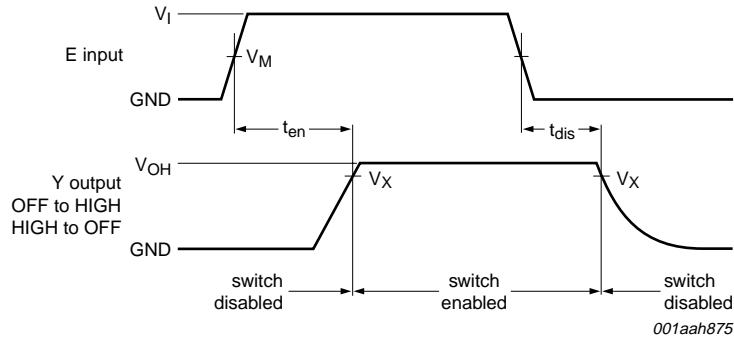 V_I
E input
V_M
GND
t_en
t_dis
V_OH
V_X
V_X
Y output
OFF to HIGH
HIGH to OFF
GND
switch
disabled
switch
enabled
switch
disabled
001aah875